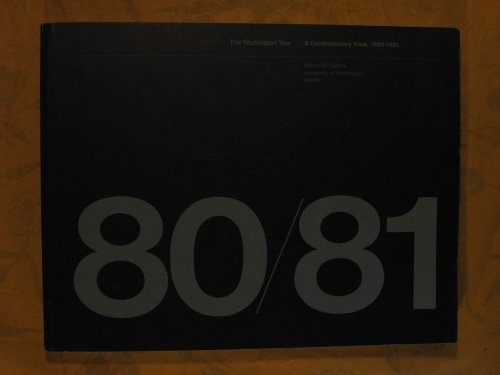 The Washington Year : A Contemporary View, 1980-1981
Henry Art Gallery
University of Washington
Seattle
80/81